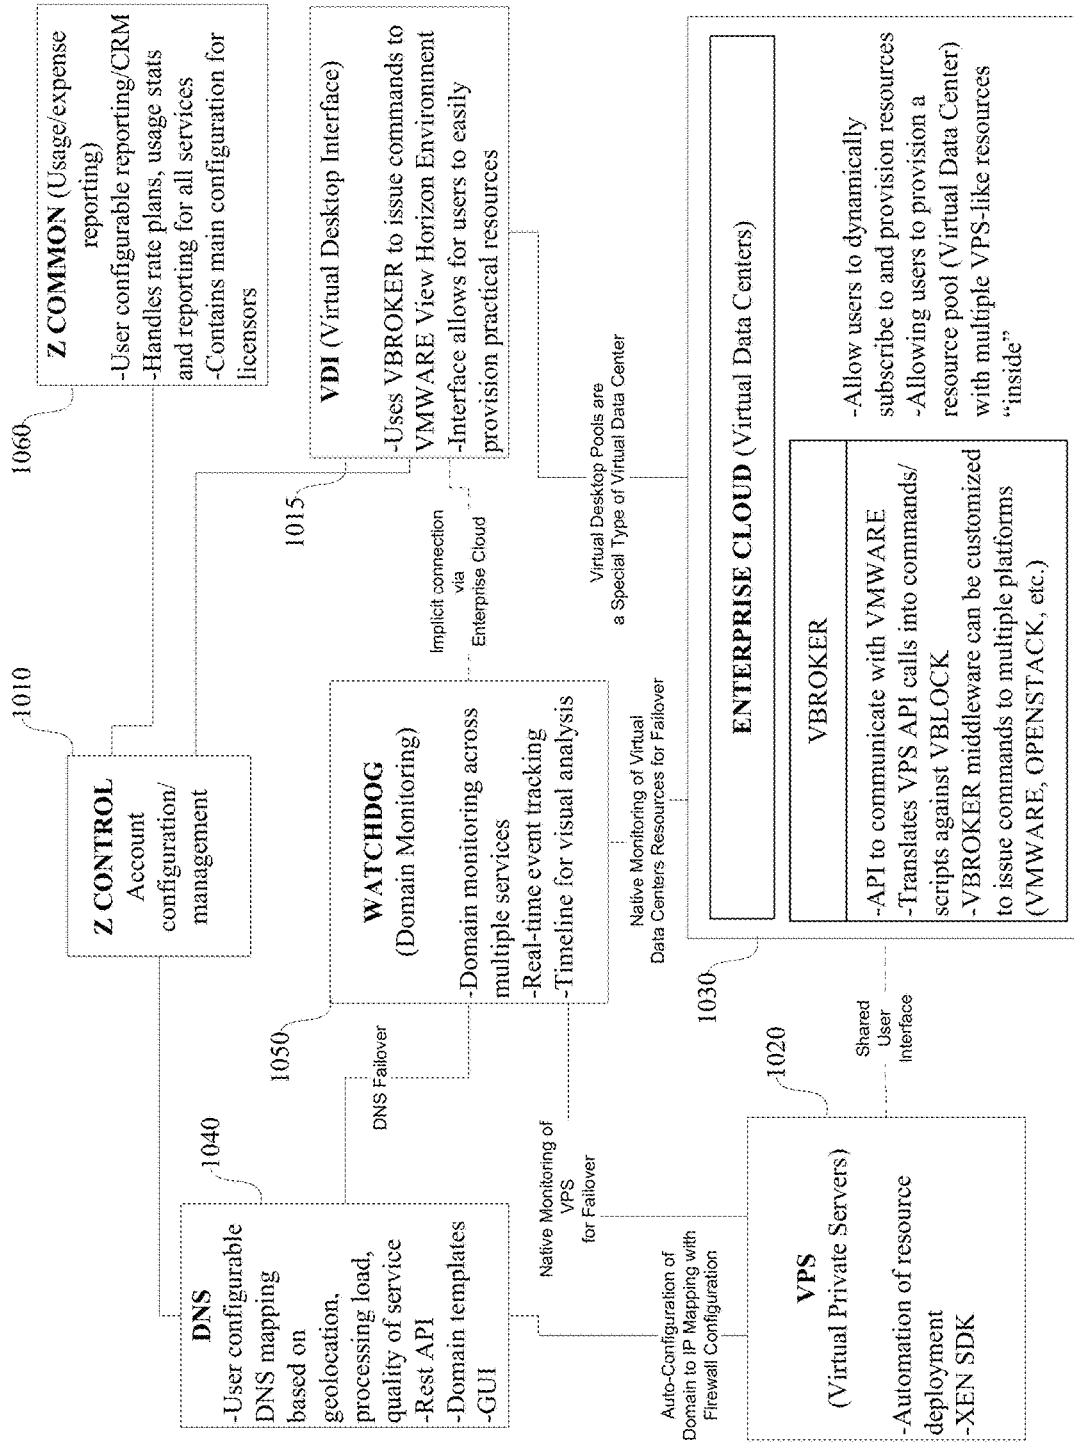 1010
Z CONTROL
Account
configuration/
management
1060
Z COMMON (Usage/expense
reporting)
-User configurable reporting/CRM
-Handles rate plans, usage stats
and reporting for all services
-Contains main configuration for
licensors
1040
DNS
-User configurable
DNS mapping
based on
geolocation,
processing load,
quality of service
-Rest API
-Domain templates
-GUI
DNS Failover
1050
WATCHDOG
(Domain Monitoring)
-Domain monitoring across
multiple services
-Real-time event tracking
-Timeline for visual analysis
Implicit connection
via
Enterprise Cloud
1015
VDI (Virtual Desktop Interface)
-Uses VBROKER to issue commands to
VMWARE View Horizon Environment
-Interface allows for users to easily
provision practical resources
Native Monitoring of
VPS
for Failover
Auto-Configuration of
Domain to IP Mapping with
Firewall Configuration
Native Monitoring of Virtual
Data Centers Resources for Failover
Virtual Desktop Pools are
a Special Type of Virtual Data Center
1020
VPS
(Virtual Private Servers)
-Automation of resource
deployment
-XEN SDK
Shared
User
Interface
1030
ENTERPRISE CLOUD (Virtual Data Centers)
VBROKER
-API to communicate with VMWARE
-Translates VPS API calls into commands/
scripts against VBLOCK
-VBROKER middleware can be customized
to issue commands to multiple platforms
(VMWARE, OPENSTACK, etc.)
-Allow users to dynamically
subscribe to and provision resources
-Allowing users to provision a
resource pool (Virtual Data Center)
with multiple VPS-like resources
“inside”